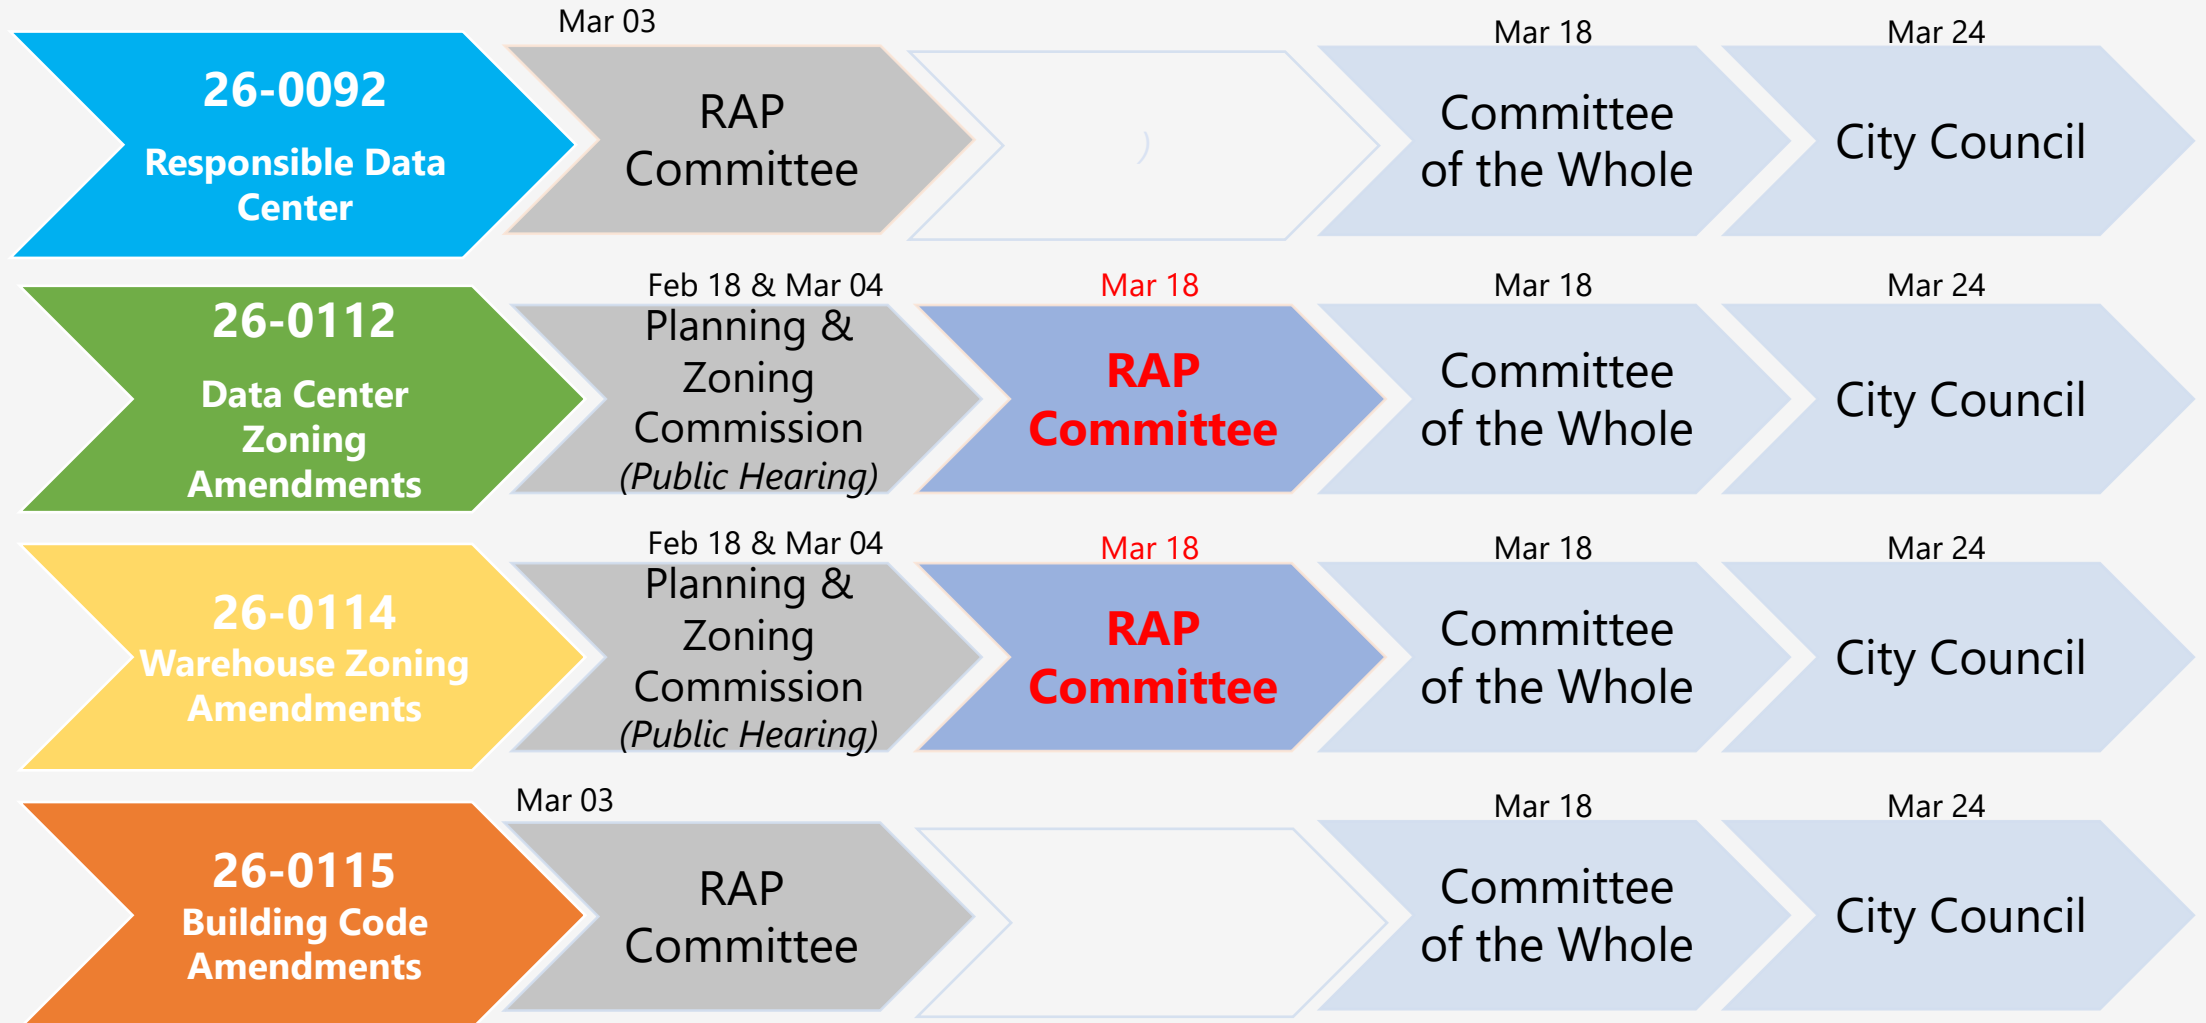 Mar 03
Mar 18
Mar 24
26-0092
Responsible Data
Center
RAP
Committee
)
Committee
of the Whole
City Council
Feb 18 & Mar 04
Mar 18
Mar 18
Mar 24
26-0112
Data Center
Zoning
Amendments
Planning &
Zoning
Commission
(Public Hearing)
RAP
Committee
Committee
of the Whole
City Council
Feb 18 & Mar 04
Mar 18
Mar 18
Mar 24
26-0114
Warehouse Zoning
Amendments
Planning &
Zoning
Commission
(Public Hearing)
RAP
Committee
Committee
of the Whole
City Council
Mar 03
Mar 18
Mar 24
26-0115
Building Code
Amendments
RAP
Committee
Committee
of the Whole
City Council